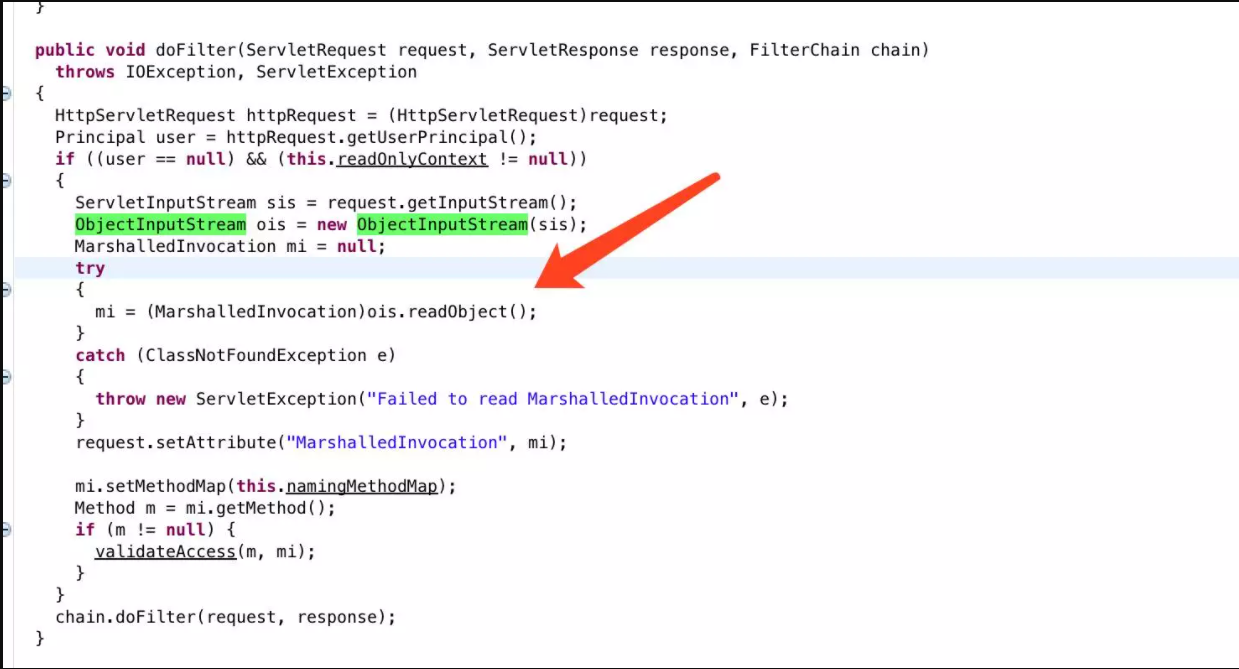 }
public void doFilter(ServletRequest request, ServletResponse response, FilterChain chain)
throws IOException, ServletException
{
HttpServletRequest httpRequest = (HttpServletRequest)request;
Principal user = httpRequest.getUserPrincipal();
if ((user == null) && (this.readOnlyContext != null))
{
ServletInputStream sis = request.getInputStream();
ObjectInputStream ois = new ObjectInputStream(sis);
MarshalledInvocation mi = null;
try
{
mi = (MarshalledInvocation)ois.readObject();
}
catch (ClassNotFoundException e)
{
throw new ServletException("Failed to read MarshalledInvocation", e);
}
request.setAttribute("MarshalledInvocation", mi);
mi.setMethodMap(this.namingMethodMap);
Method m = mi.getMethod();
if (m != null) {
validateAccess(m, mi);
}
}
chain.doFilter(request, response);
}